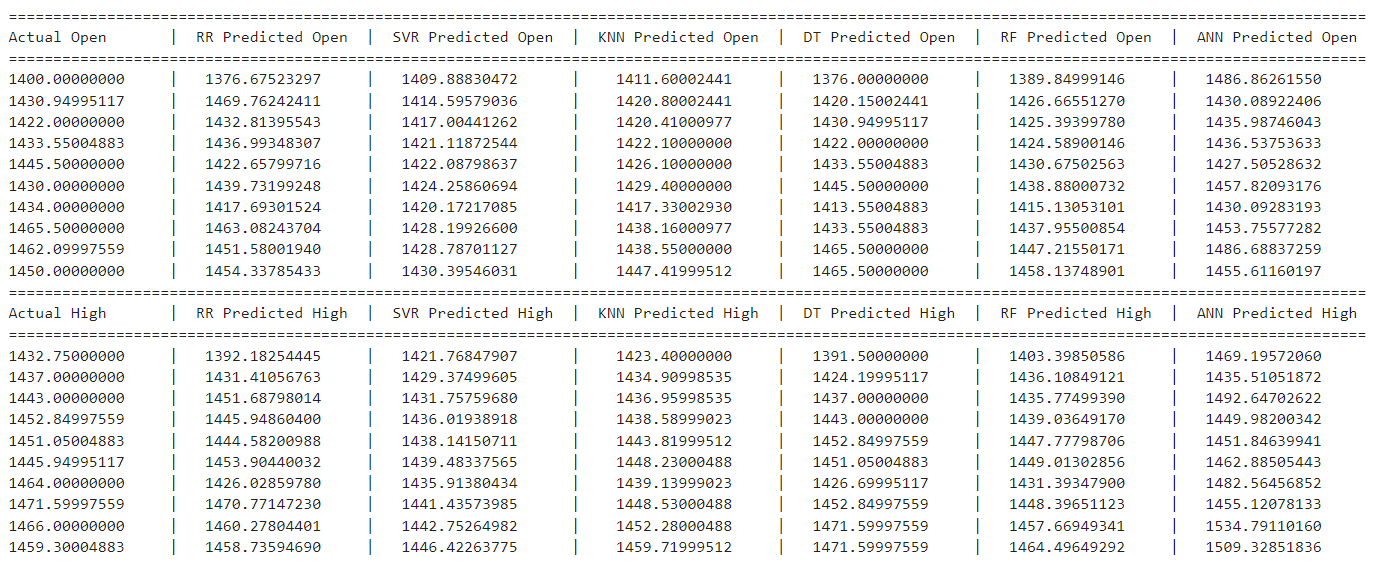 ==========================================================================================================================================================
Actual Open       |  RR Predicted Open  |  SVR Predicted Open  |  KNN Predicted Open  |  DT Predicted Open  |  RF Predicted Open  |  ANN Predicted Open
==========================================================================================================================================================
1400.00000000     |   1376.67523297     |   1409.88830472      |    1411.60002441     |   1376.00000000     |   1389.84999146     |   1486.86261550
1430.94995117     |   1469.76242411     |   1414.59579036      |    1420.80002441     |   1420.15002441     |   1426.66551270     |   1430.08922406
1422.00000000     |   1432.81395543     |   1417.00441262      |    1420.41000977     |   1430.94995117     |   1425.39399780     |   1435.98746043
1433.55004883     |   1436.99348307     |   1421.11872544      |    1422.10000000     |   1422.00000000     |   1424.58900146     |   1436.53753633
1445.50000000     |   1422.65799716     |   1422.08798637      |    1426.10000000     |   1433.55004883     |   1430.67502563     |   1427.50528632
1430.00000000     |   1439.73199248     |   1424.25860694      |    1429.40000000     |   1445.50000000     |   1438.88000732     |   1457.82093176
1434.00000000     |   1417.69301524     |   1420.17217085      |    1417.33002930     |   1413.55004883     |   1415.13053101     |   1430.09283193
1465.50000000     |   1463.08243704     |   1428.19926600      |    1438.16000977     |   1433.55004883     |   1437.95500854     |   1453.75577282
1462.09997559     |   1451.58001940     |   1428.78701127      |    1438.55000000     |   1465.50000000     |   1447.21550171     |   1486.68837259
1450.00000000     |   1454.33785433     |   1430.39546031      |    1447.41999512     |   1465.50000000     |   1458.13748901     |   1455.61160197
==========================================================================================================================================================
Actual High       |  RR Predicted High  |  SVR Predicted High  |  KNN Predicted High  |  DT Predicted High  |  RF Predicted High  |  ANN Predicted High
==========================================================================================================================================================
1432.75000000     |   1392.18254445     |   1421.76847907      |    1423.40000000     |   1391.50000000     |   1403.39850586     |   1469.19572060
1437.00000000     |   1431.41056763     |   1429.37499605      |    1434.90998535     |   1424.19995117     |   1436.10849121     |   1435.51051872
1443.00000000     |   1451.68798014     |   1431.75759680      |    1436.95998535     |   1437.00000000     |   1435.77499390     |   1492.64702622
1452.84997559     |   1445.94860400     |   1436.01938918      |    1438.58999023     |   1443.00000000     |   1439.03649170     |   1449.98200342
1451.05004883     |   1444.58200988     |   1438.14150711      |    1443.81999512     |   1452.84997559     |   1447.77798706     |   1451.84639941
1445.94995117     |   1453.90440032     |   1439.48337565      |    1448.23000488     |   1451.05004883     |   1449.01302856     |   1462.88505443
1464.00000000     |   1426.02859780     |   1435.91380434      |    1439.13999023     |   1426.69995117     |   1431.39347900     |   1482.56456852
1471.59997559     |   1470.77147230     |   1441.43573985      |    1448.53000488     |   1452.84997559     |   1448.39651123     |   1455.12078133
1466.00000000     |   1460.27804401     |   1442.75264982      |    1452.28000488     |   1471.59997559     |   1457.66949341     |   1534.79110160
1459.30004883     |   1458.73594690     |   1446.42263775      |    1459.71999512     |   1471.59997559     |   1464.49649292     |   1509.32851836